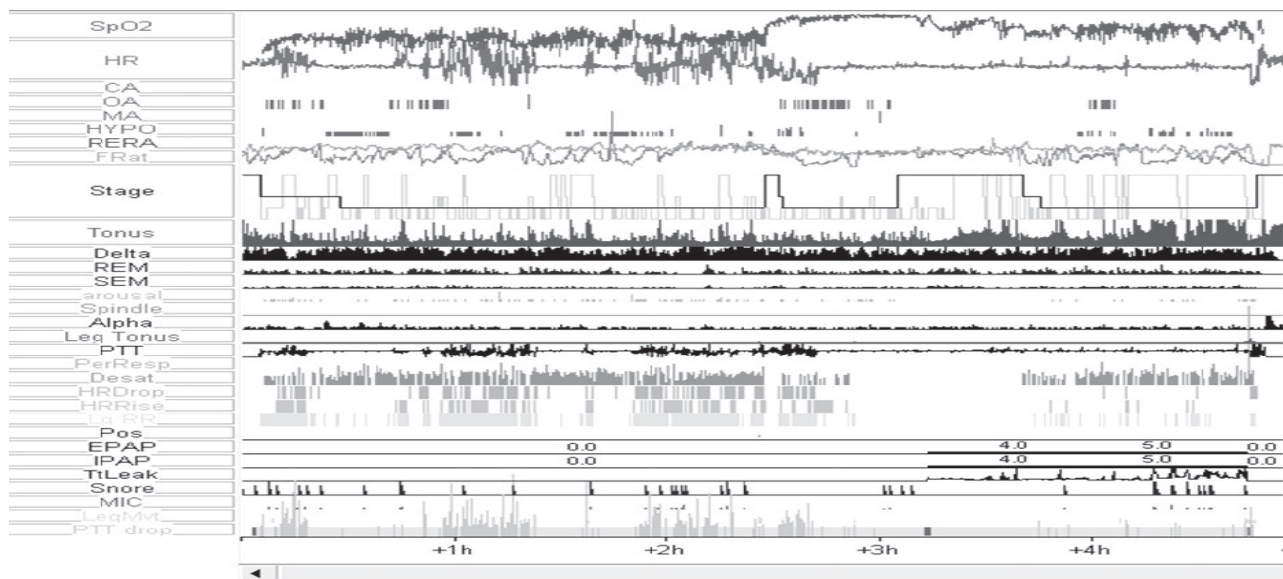 SpO2
HR
CA
OA
MA
HYPO
RERA
FRat
Stage
Tonus
Delta
REM
SEM
arousal
Spindle
Alpha
Leg Tonus
PTT
PerResp
Desat
HRDrop
HRRise
Lg RR
Pos
EPAP 0.0 4.0 5.0 0.0
IPAP 0.0 4.0 5.0 0.0
TtLeak
Snore
MIC
LegMvt
PTT drop
+1h +2h +3h +4h